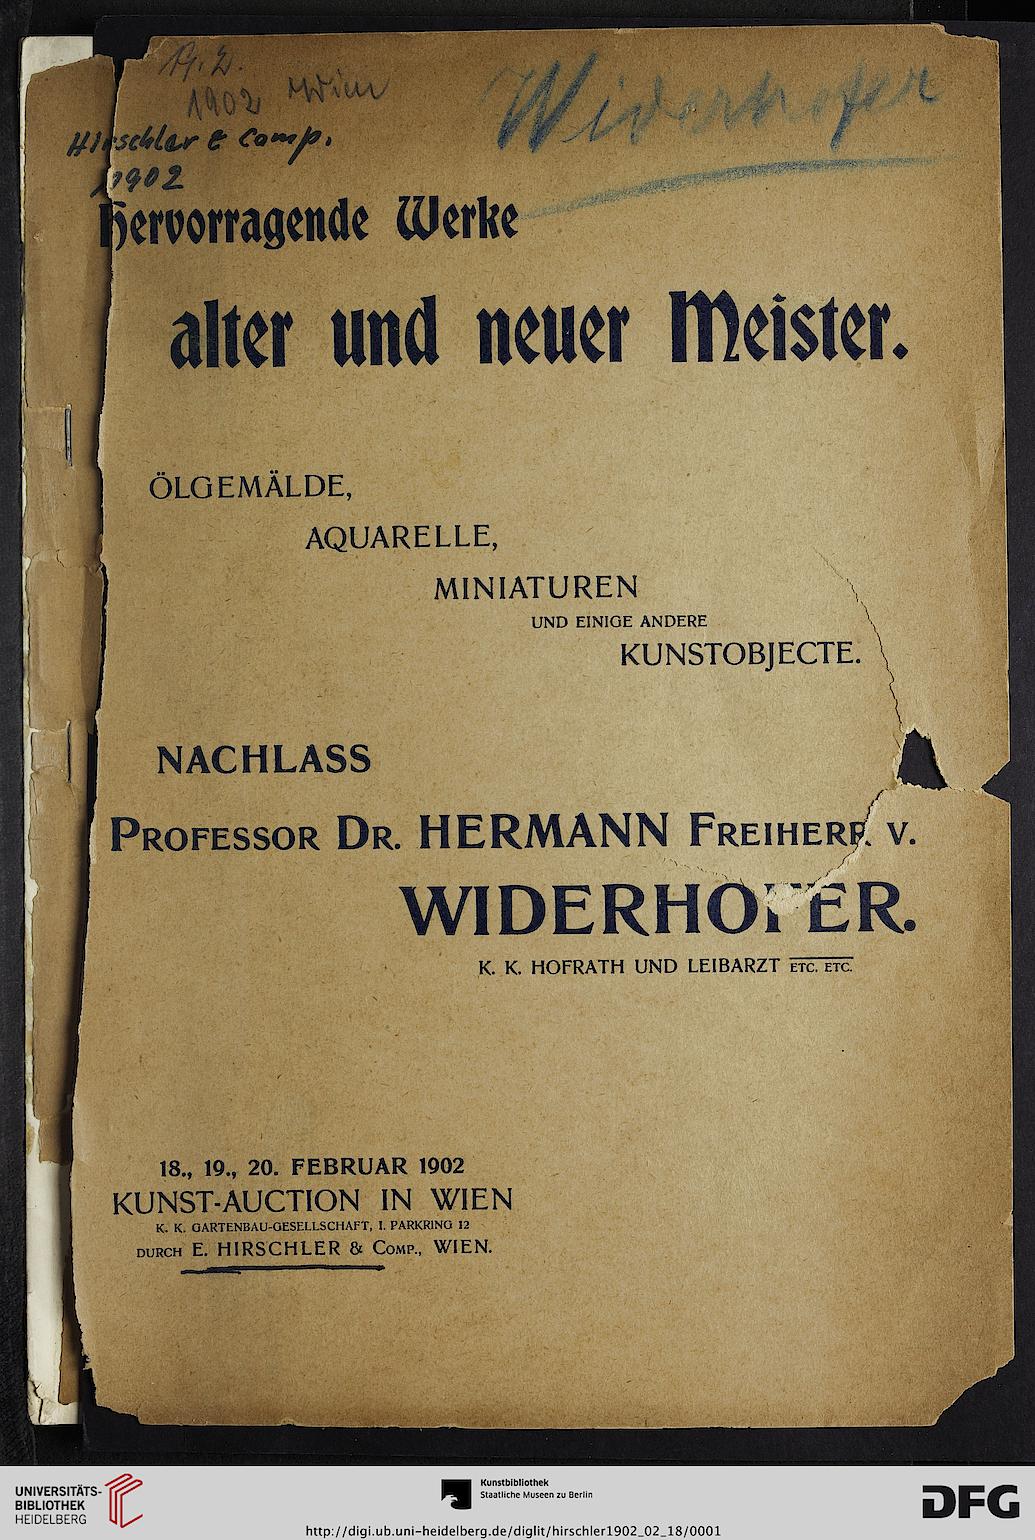 1902 Wien
Widerhofer
Hirschler & Comp.
1902
Hervorragende Werke
alter und neuer Meister.
ÖLGEMÄLDE,
AQUARELLE,
MINIATUREN
UND EINIGE ANDERE
KUNSTOBJECTE.
NACHLASS
PROFESSOR DR. HERMANN FREIHERR V.
WIDERHOFER.
K. K. HOFRATH UND LEIBARZT ETC. ETC.
18., 19., 20. FEBRUAR 1902
KUNST-AUCTION IN WIEN
K. K. GARTENBAU-GESELLSCHAFT, I. PARKRING 12
DURCH E. HIRSCHLER & COMP., WIEN.
UNIVERSITÄTS-
BIBLIOTHEK
HEIDELBERG
Kunstbibliothek
Staatliche Museen zu Berlin
DFG
http://digi.ub.uni-heidelberg.de/diglit/hirschler1902_02_18/0001